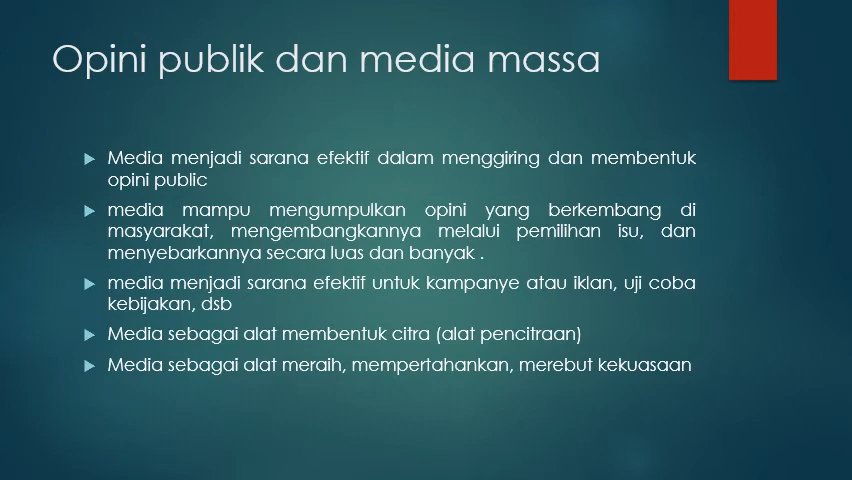 Opini publik dan media massa
Media menjadi sarana efektif dalam menggiring dan membentuk
opini public
media mampu mengumpulkan opini yang berkembang di
masyarakat, mengembangkannya melalui pemilihan isu, dan
menyebarkannya secara luas dan banyak .
media menjadi sarana efektif untuk kampanye atau iklan, uji coba
kebijakan, dsb
Media sebagai alat membentuk citra (alat pencitraan)
Media sebagai alat meraih, mempertahankan, merebut kekuasaan